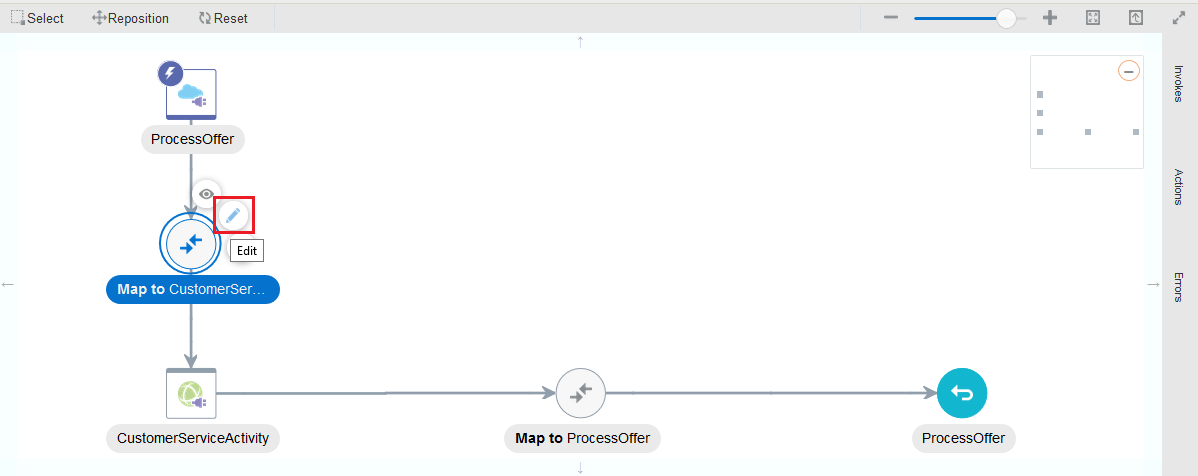 Select
Reposition
Reset
Invokes
Actions
Errors
ProcessOffer
Edit
Map to CustomerSer...
CustomerServiceActivity
Map to ProcessOffer
ProcessOffer